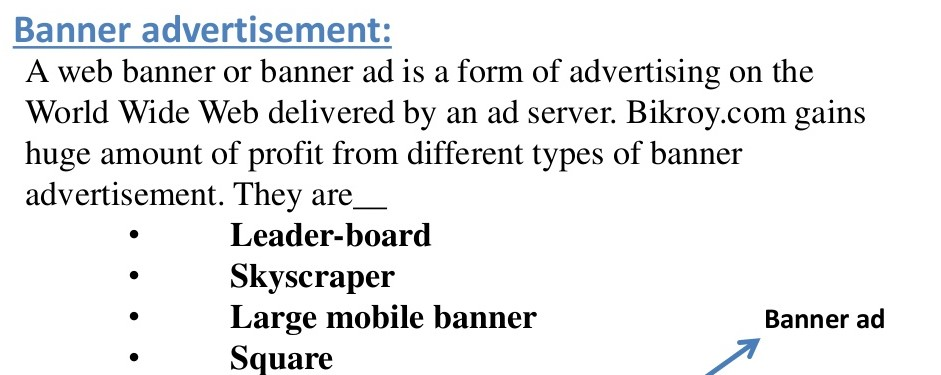 Banner advertisement:
A web banner or banner ad is a form of advertising on the
World Wide Web delivered by an ad server. Bikroy.com gains
huge amount of profit from different types of banner
advertisement. They are__
• Leader-board
• Skyscraper
• Large mobile banner
Banner ad
• Square